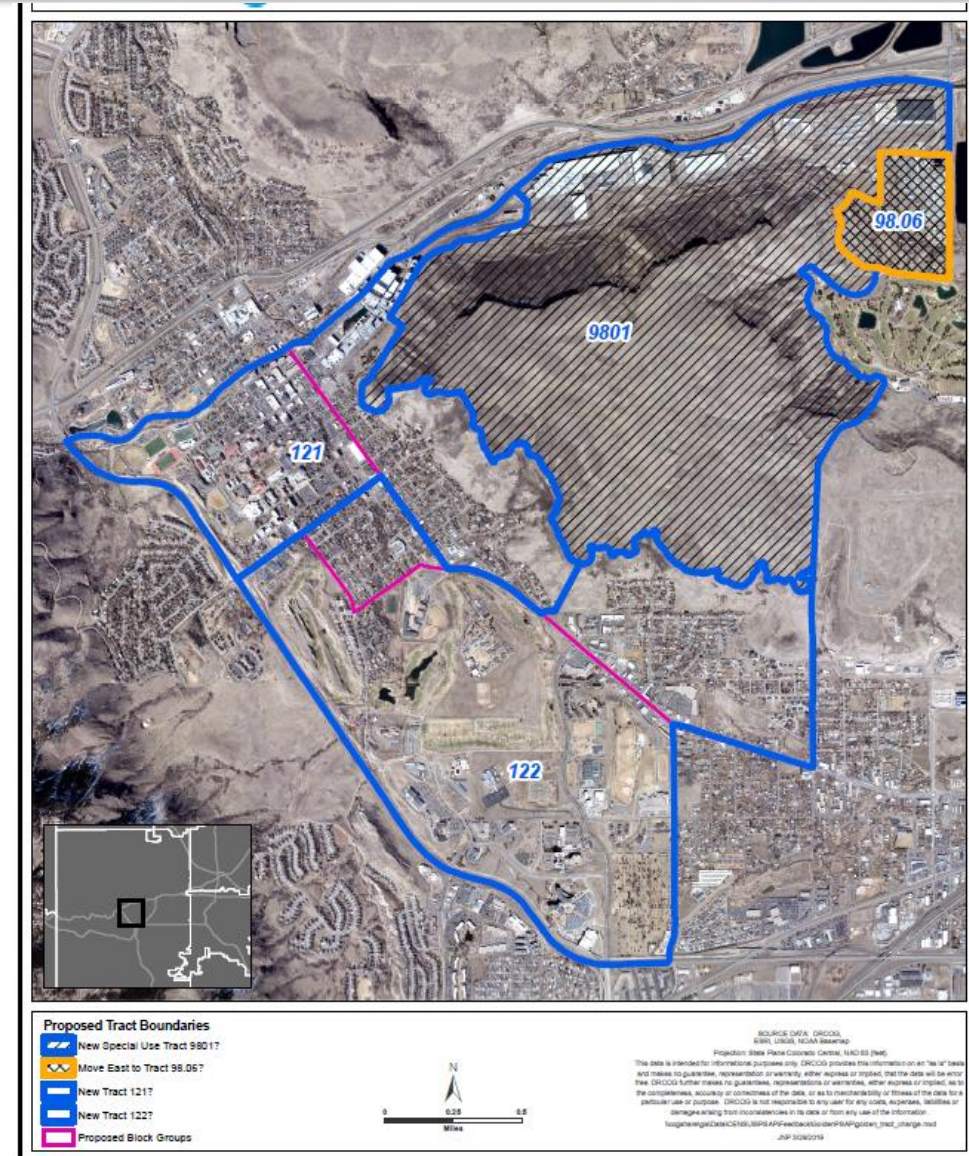 98.06
9801
121
122
Proposed Tract Boundaries
New Special Use Tract 9801?
Move East to Tract 98.06?
New Tract 121?
New Tract 122?
Proposed Block Groups
N
0 0.25 0.5
Miles
SOURCE DATA: DRCOG,
ESRI, USGS, NOAA Basemap
Projection: State Plane Colorado Central, NAD 83 (feet)
This data is intended for informational purposes only. DRCOG provides this information on an "as is" basis
and makes no guarantee, representation or warranty, either express or implied, that the data will be error
free. DRCOG further makes no guarantees, representations or warranties, either express or implied, as to
the completeness, accuracy or correctness of the data, or as to merchantability or fitness of the data for a
particular use or purpose. DRCOG is not responsible to any user for any costs, expenses, liabilities or
damages arising from inconsistencies in its data or from any use of the information.
JNP 3/29/2019